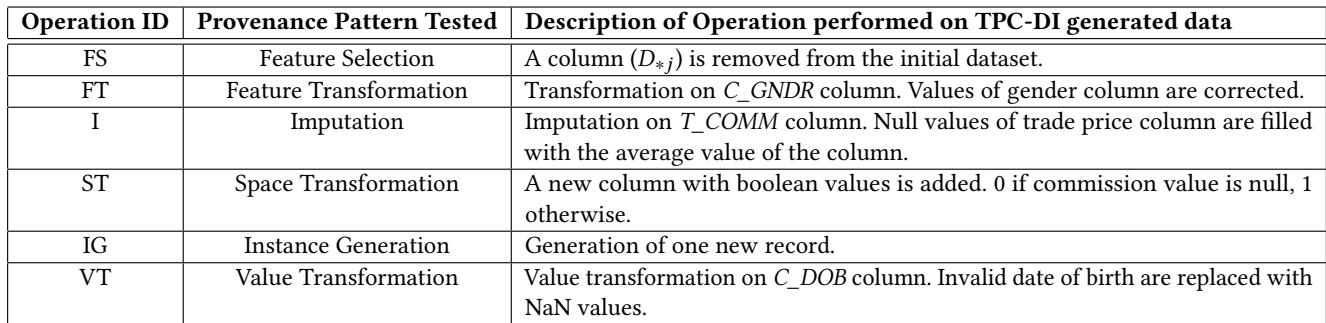 Operation ID Provenance Pattern Tested Description of Operation performed on TPC-DI generated data
FS Feature Selection A column (D∗j) is removed from the initial dataset.
FT Feature Transformation Transformation on C_GNDR column. Values of gender column are corrected.
I Imputation Imputation on T_COMM column. Null values of trade price column are filled
with the average value of the column.
ST Space Transformation A new column with boolean values is added. 0 if commission value is null, 1
otherwise.
IG Instance Generation Generation of one new record.
VT Value Transformation Value transformation on C_DOB column. Invalid date of birth are replaced with
NaN values.